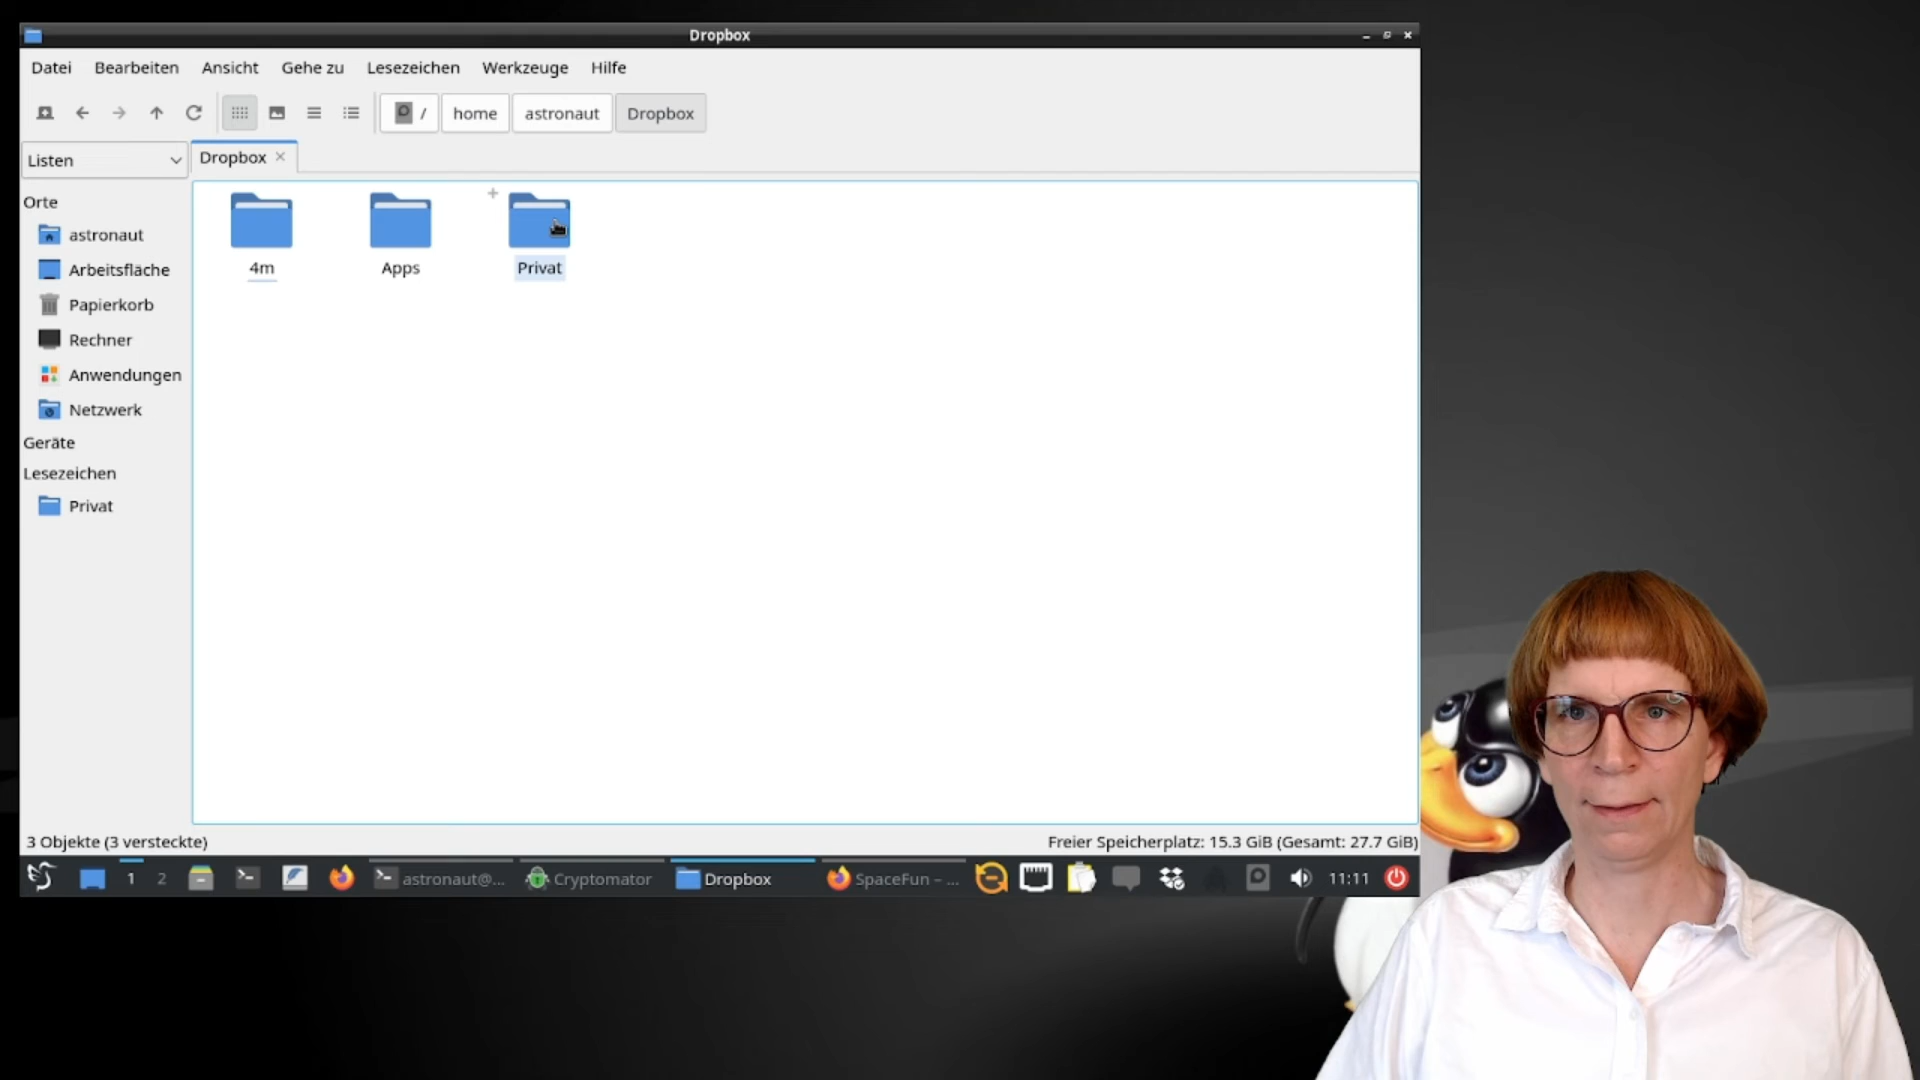 Dropbox
Datei Bearbeiten Ansicht Gehe zu Lesezeichen Werkzeuge Hilfe
/ home astronaut Dropbox
Listen
Dropbox
Orte
astronaut
Arbeitsfläche
Papierkorb
Rechner
Anwendungen
Netzwerk
Geräte
Lesezeichen
Privat
4m Apps Privat
3 Objekte (3 versteckte)
Freier Speicherplatz: 15.3 GiB (Gesamt: 27.7 GiB)
1 2 astronaut@... Cryptomator Dropbox SpaceFun – ... 11:11